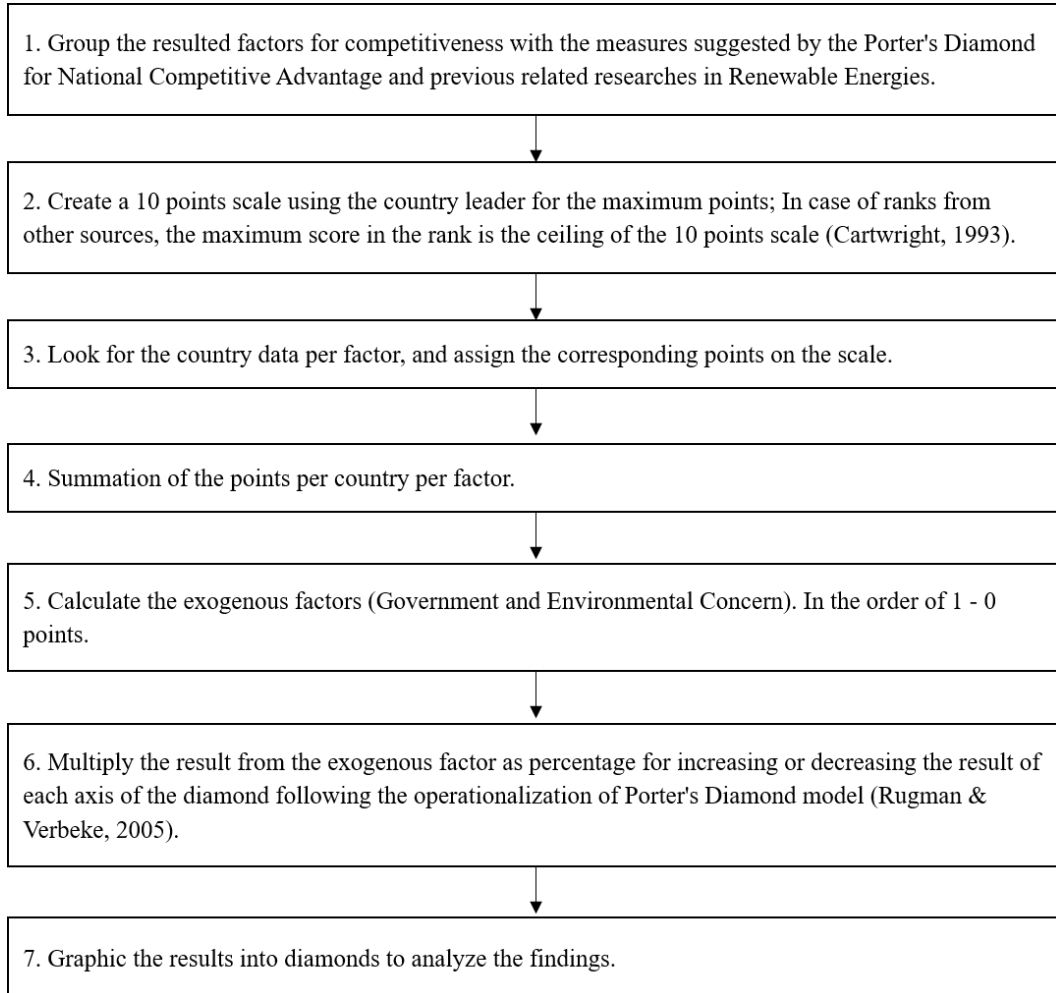 1. Group the resulted factors for competitiveness with the measures suggested by the Porter's Diamond
for National Competitive Advantage and previous related researches in Renewable Energies.
2. Create a 10 points scale using the country leader for the maximum points; In case of ranks from
other sources, the maximum score in the rank is the ceiling of the 10 points scale (Cartwright, 1993).
3. Look for the country data per factor, and assign the corresponding points on the scale.
4. Summation of the points per country per factor.
5. Calculate the exogenous factors (Government and Environmental Concern). In the order of 1 - 0
points.
6. Multiply the result from the exogenous factor as percentage for increasing or decreasing the result of
each axis of the diamond following the operationalization of Porter's Diamond model (Rugman &
Verbeke, 2005).
7. Graphic the results into diamonds to analyze the findings.